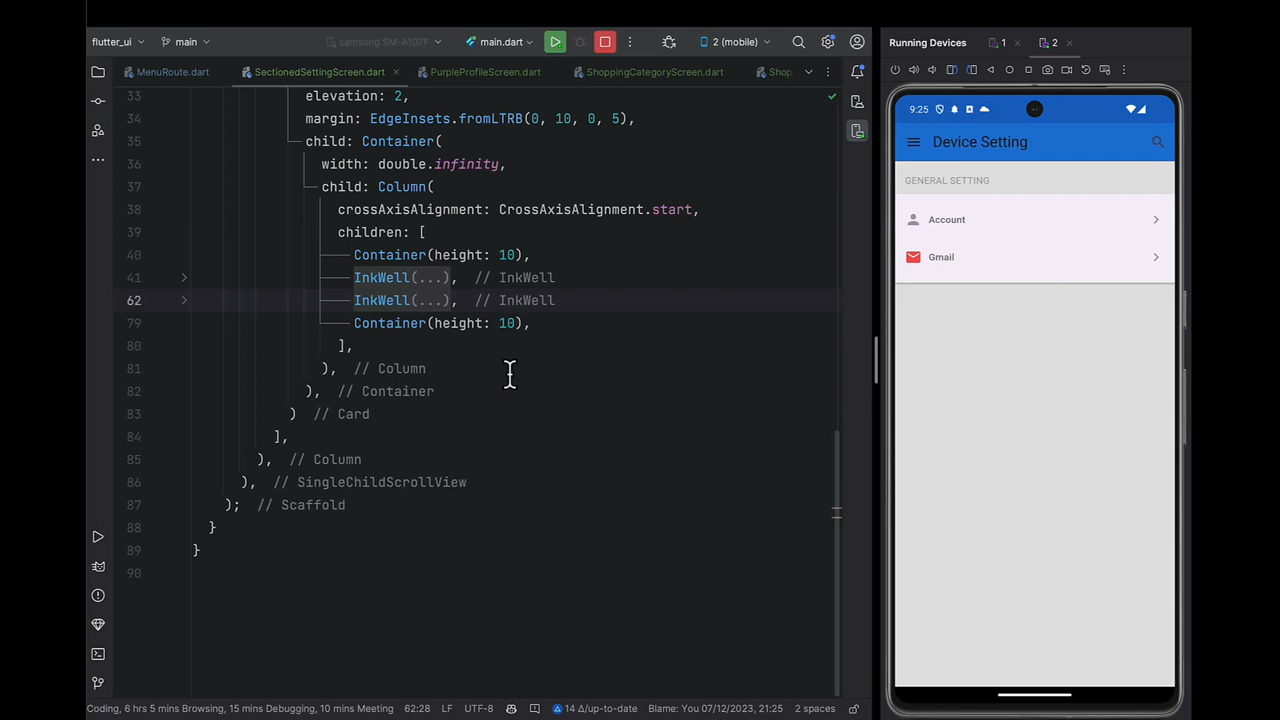 flutter_ui
main
samsung SM-A107F
main.dart
2 (mobile)
Running Devices
1
2
MenuRoute.dart
SectionedSettingScreen.dart
PurpleProfileScreen.dart
ShoppingCategoryScreen.dart
Shop
33 elevation: 2,
34 margin: EdgeInsets.fromLTRB(0, 10, 0, 5),
35 child: Container(
36 width: double.infinity,
37 child: Column(
38 crossAxisAlignment: CrossAxisAlignment.start,
39 children: [
40 Container(height: 10),
41 InkWell(...), // InkWell
62 InkWell(...), // InkWell
79 Container(height: 10),
80 ],
81 ), // Column
82 ), // Container
83 ) // Card
84 ],
85 ), // Column
86 ), // SingleChildScrollView
87 ); // Scaffold
88 }
89 }
90
9:25
Device Setting
GENERAL SETTING
Account
Gmail
Coding, 6 hrs 5 mins Browsing, 15 mins Debugging, 10 mins Meeting
62:28
LF
UTF-8
14 Δ/up-to-date
Blame: You 07/12/2023, 21:25
2 spaces